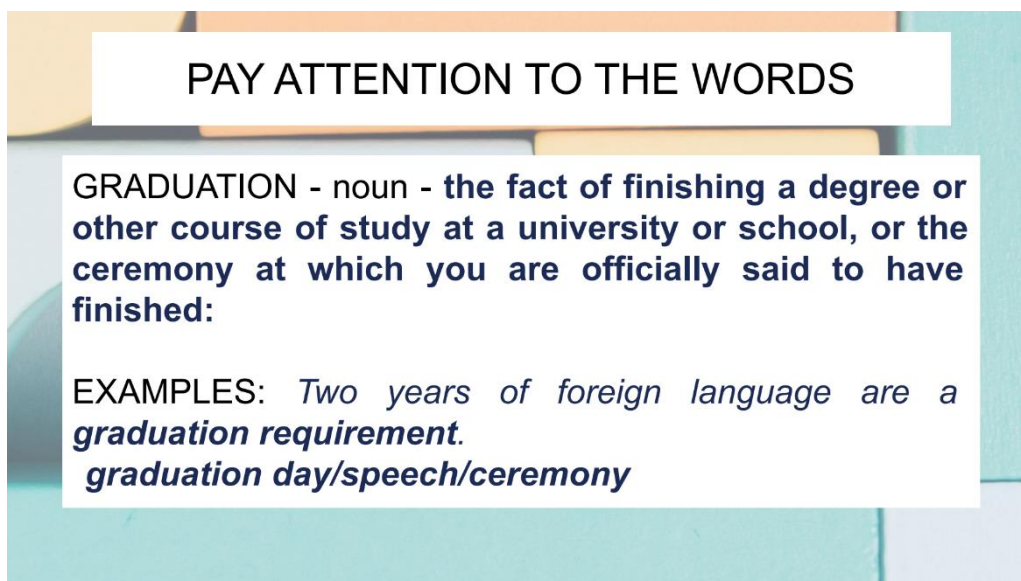 PAY ATTENTION TO THE WORDS
GRADUATION - noun - the fact of finishing a degree or
other course of study at a university or school, or the
ceremony at which you are officially said to have
finished:
EXAMPLES: Two years of foreign language are a
graduation requirement.
graduation day/speech/ceremony